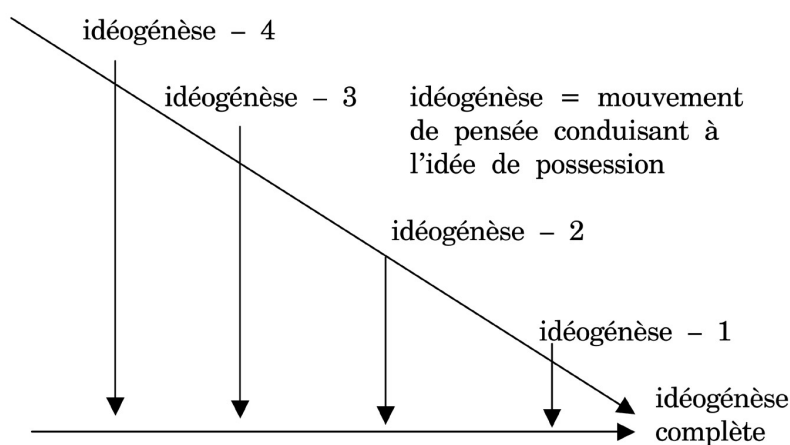 idéogénèse – 4
idéogénèse – 3
idéogénèse = mouvement
de pensée conduisant à
l'idée de possession
idéogénèse – 2
idéogénèse – 1
idéogénèse
complète